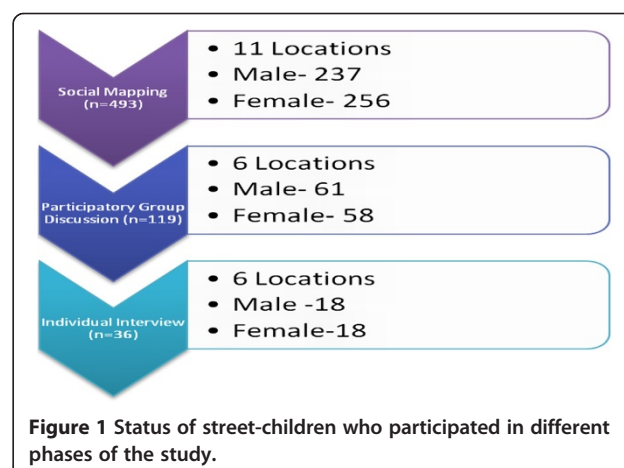 Social Mapping
(n=493)
• 11 Locations
• Male- 237
• Female- 256
Participatory Group
Discussion (n=119)
• 6 Locations
• Male- 61
• Female- 58
Individual Interview
(n=36)
• 6 Locations
• Male -18
• Female-18
Figure 1 Status of street-children who participated in different
phases of the study.